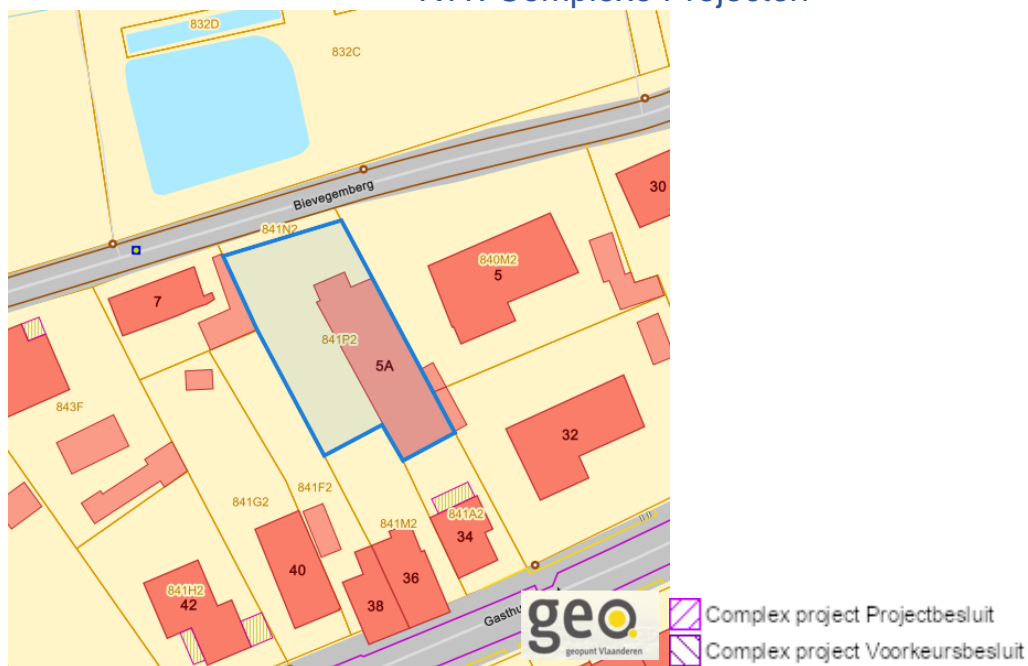 832D
832C
Bievegemberg
841N2
30
840M2
5
7
841P2
5A
843F
32
841G2
841F2
841M2
841A2
34
40
36
38
841H2
42
geo
geopunt Vlaanderen
Complex project Projectbesluit
Complex project Voorkeursbesluit